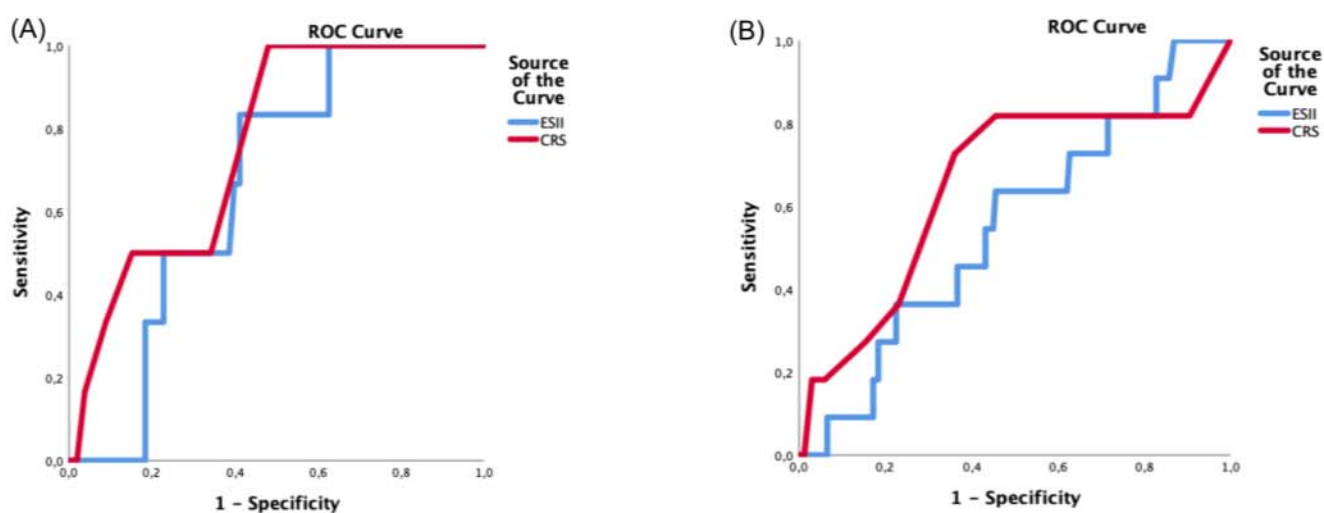 (A)
ROC Curve
1,0
0,8
0,6
0,4
0,2
0,0
0,0 0,2 0,4 0,6 0,8 1,0
Sensitivity
1 – Specificity
Source
of the
Curve
ESII
CRS
(B)
ROC Curve
1,0
0,8
0,6
0,4
0,2
0,0
0,0 0,2 0,4 0,6 0,8 1,0
Sensitivity
1 – Specificity
Source
of the
Curve
ESII
CRS